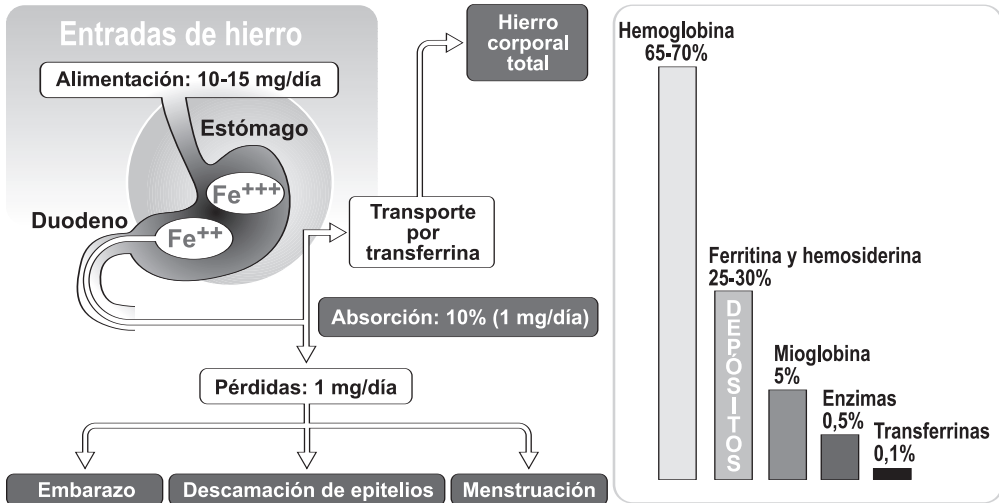 Entradas de hierro
Alimentación: 10-15 mg/día
Estómago
Fe+++
Duodeno
Fe++
Hierro
corporal
total
Transporte
por
transferrina
Absorción: 10% (1 mg/día)
Pérdidas: 1 mg/día
Embarazo
Descamación de epitelios
Menstruación
Hemoglobina
65-70%
Ferritina y hemosiderina
25-30%
DEPÓSITOS
Mioglobina
5%
Enzimas
0,5%
Transferrinas
0,1%